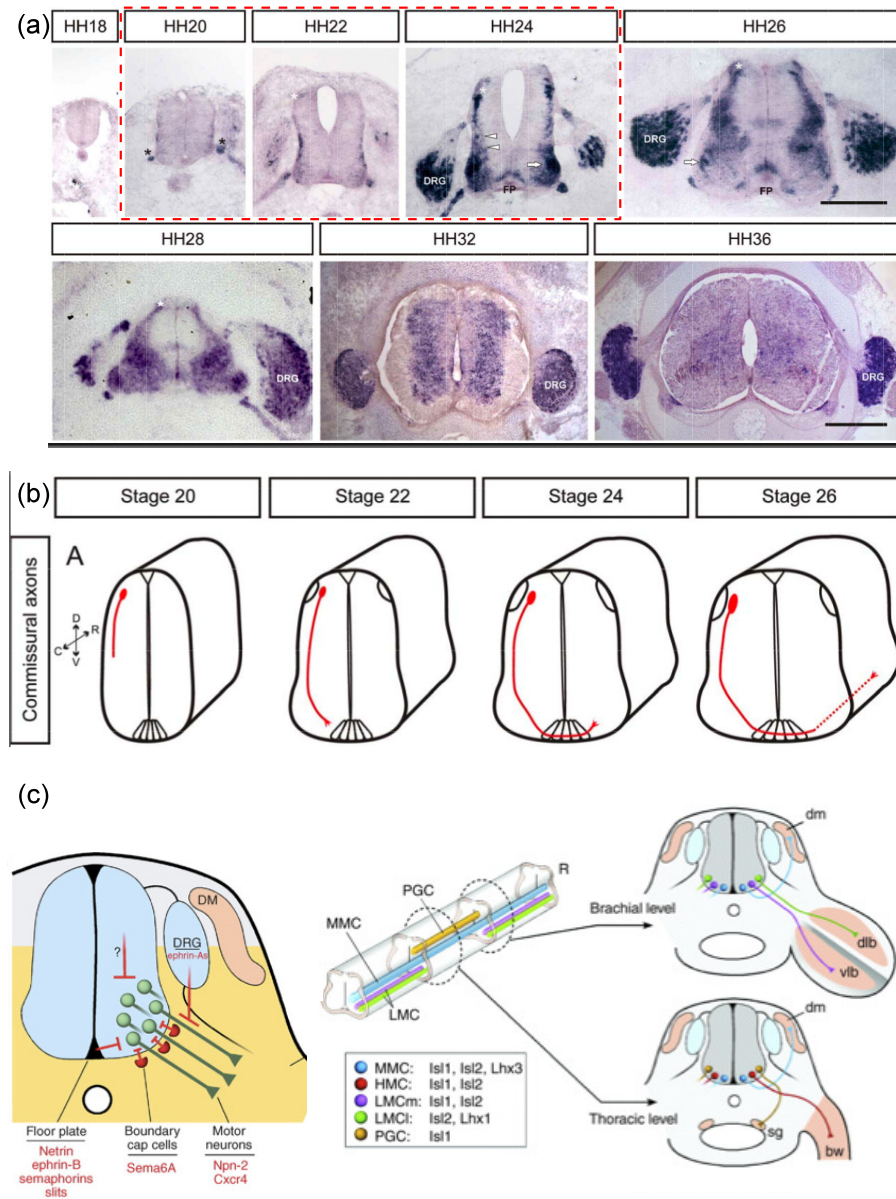 (a)
HH18
HH20
HH22
HH24
HH26
*
*
*
*
DRG
FP
*
DRG
FP
HH28
HH32
HH36
*
DRG
DRG
DRG
(b)
Stage 20
Stage 22
Stage 24
Stage 26
Commissural axons
A
D
R
C
V
(c)
DM
DRG
ephrin-As
?
Floor plate
Netrin
ephrin-B
semaphorins
slits
Boundary
cap cells
Sema6A
Motor
neurons
Npn-2
Cxcr4
R
PGC
MMC
LMC
MMC: Isl1, Isl2, Lhx3
HMC: Isl1, Isl2
LMCm: Isl1, Isl2
LMCl: Isl2, Lhx1
PGC: Isl1
Brachial level
dm
dlb
vlb
Thoracic level
dm
sg
bw